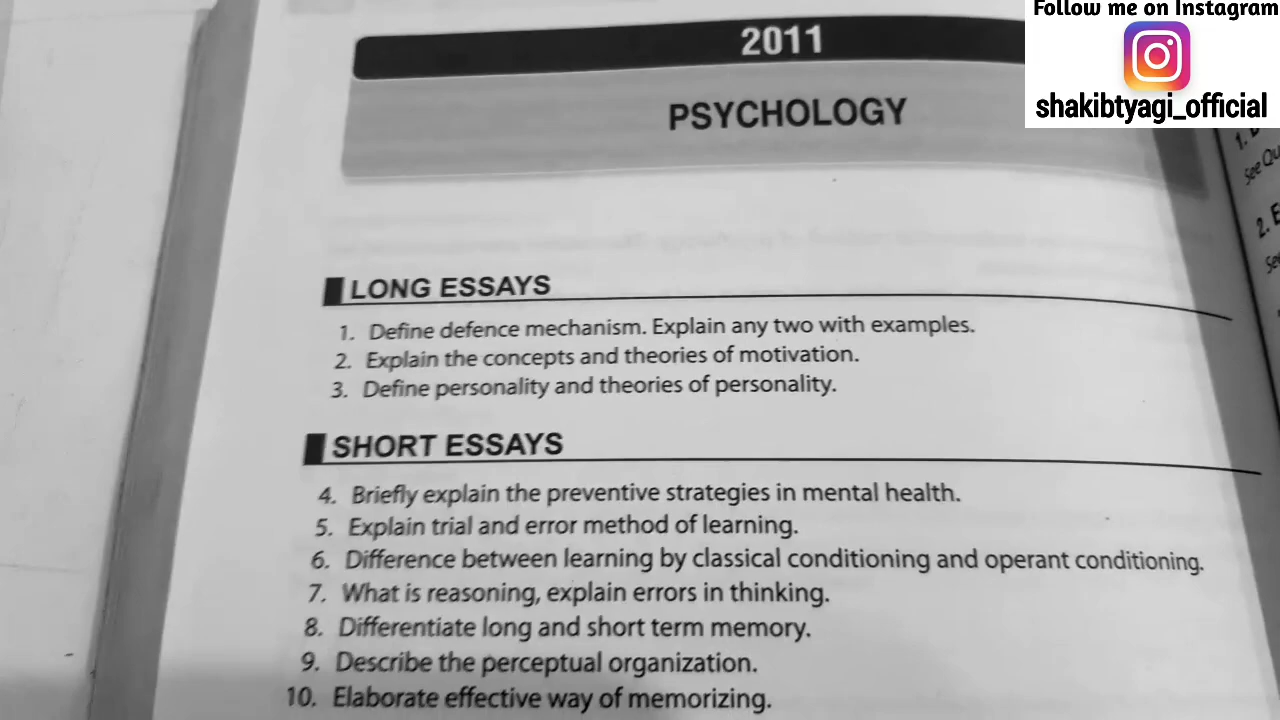 Follow me on Instagram
shakibtyagi_official
2011
PSYCHOLOGY
LONG ESSAYS
1. Define defence mechanism. Explain any two with examples.
2. Explain the concepts and theories of motivation.
3. Define personality and theories of personality.
SHORT ESSAYS
4. Briefly explain the preventive strategies in mental health.
5. Explain trial and error method of learning.
6. Difference between learning by classical conditioning and operant conditioning.
7. What is reasoning, explain errors in thinking.
8. Differentiate long and short term memory.
9. Describe the perceptual organization.
10. Elaborate effective way of memorizing.
1.
See
2.